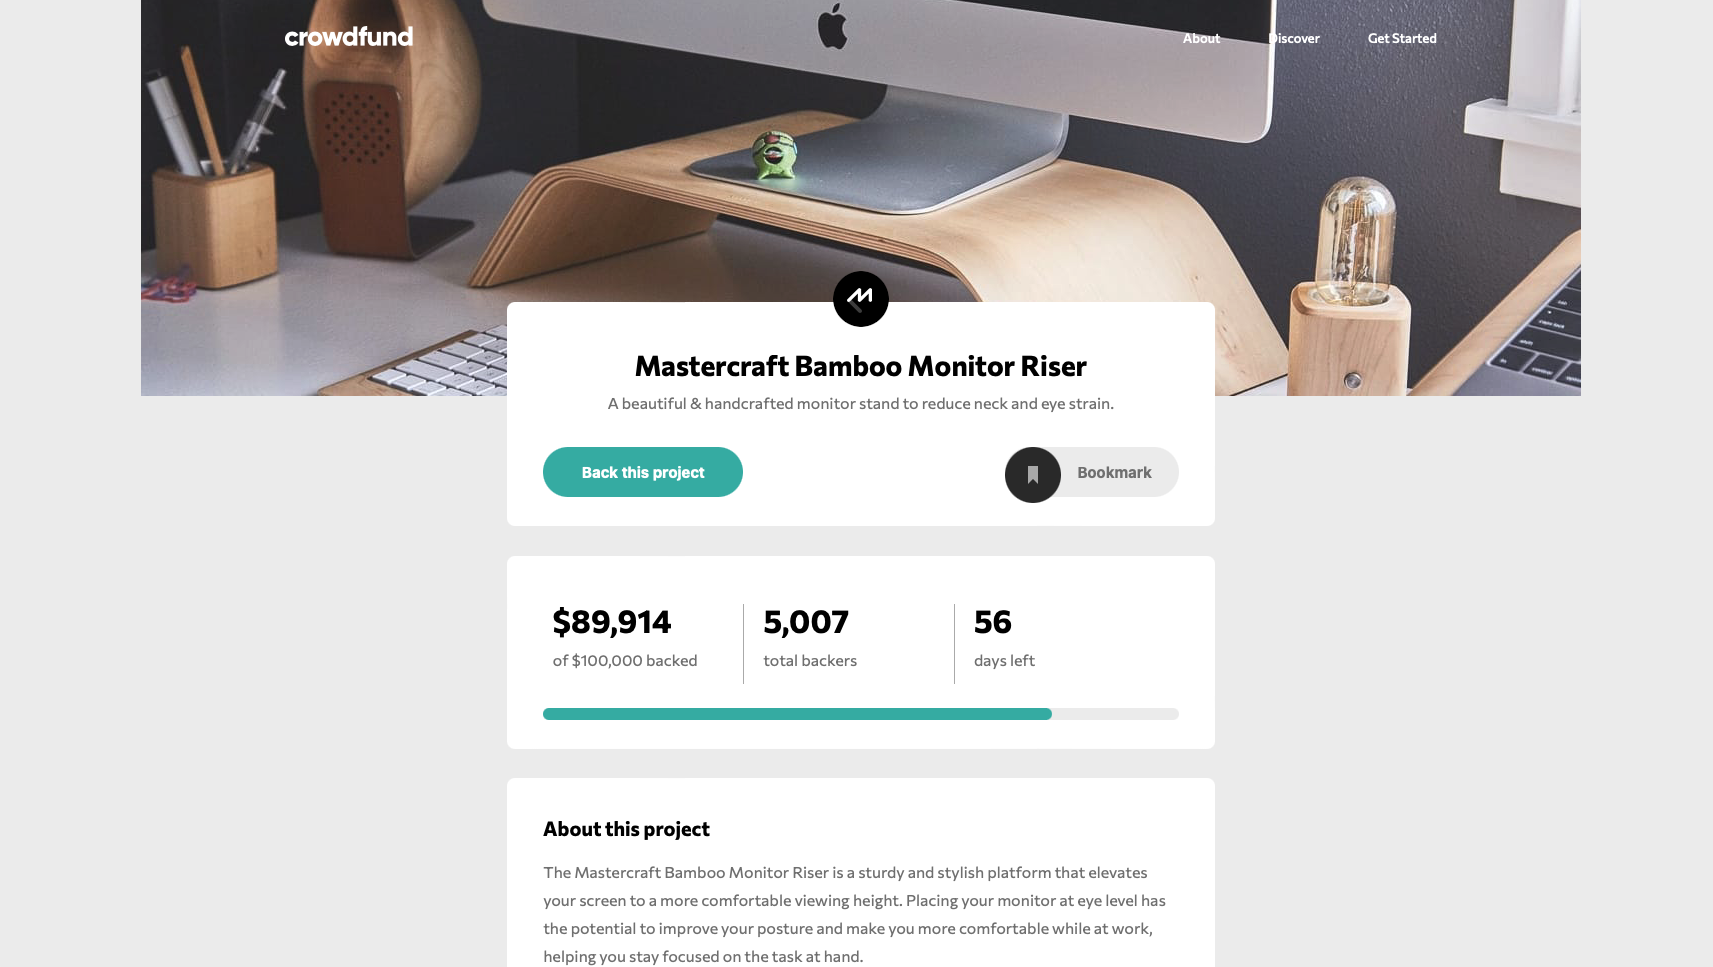 crowdfund
About
Discover
Get Started
Mastercraft Bamboo Monitor Riser
A beautiful & handcrafted monitor stand to reduce neck and eye strain.
Back this project
Bookmark
$89,914
of $100,000 backed
5,007
total backers
56
days left
About this project
The Mastercraft Bamboo Monitor Riser is a sturdy and stylish platform that elevates
your screen to a more comfortable viewing height. Placing your monitor at eye level has
the potential to improve your posture and make you more comfortable while at work,
helping you stay focused on the task at hand.